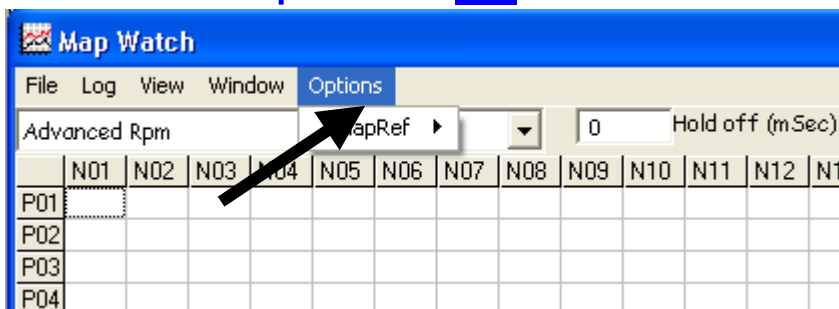 Map Watch
File Log View Window Options
Advanced Rpm 0 Hold off (mSec)
N01 N02 N03 N04 N05 N06 N07 N08 N09 N10 N11 N12
P01
P02
P03
P04